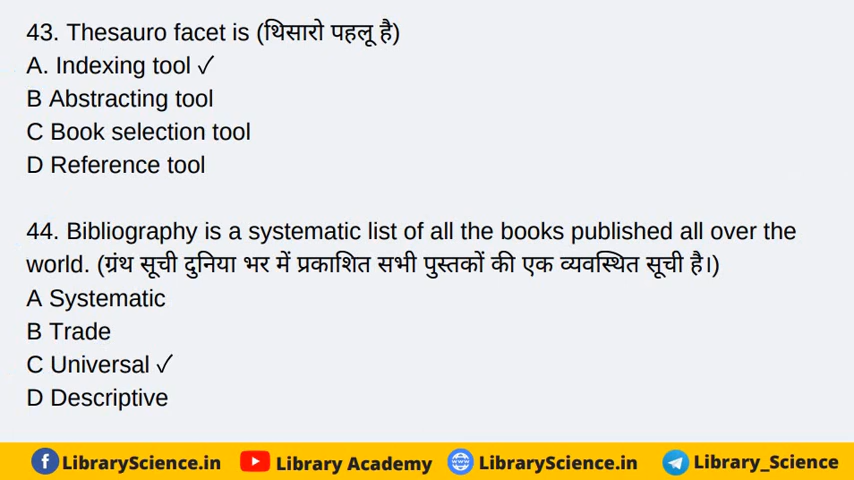 43. Thesauro facet is (थिसारो पहलू है)
A. Indexing tool ✓
B Abstracting tool
C Book selection tool
D Reference tool
44. Bibliography is a systematic list of all the books published all over the
world. (ग्रंथ सूची दुनिया भर में प्रकाशित सभी पुस्तकों की एक व्यवस्थित सूची है।)
A Systematic
B Trade
C Universal ✓
D Descriptive
LibraryScience.in Library Academy LibraryScience.in Library_Science